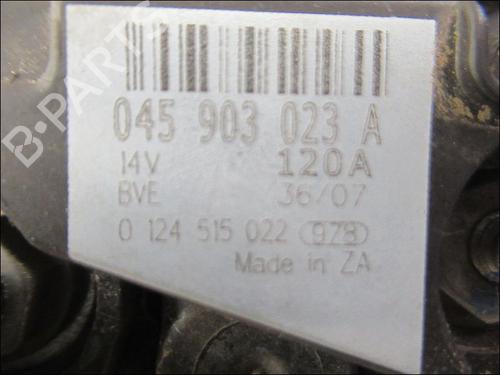 045 903 023 A
14V 120A
BVE 36/07
0 124 515 022 978
Made in ZA
B-PARTS